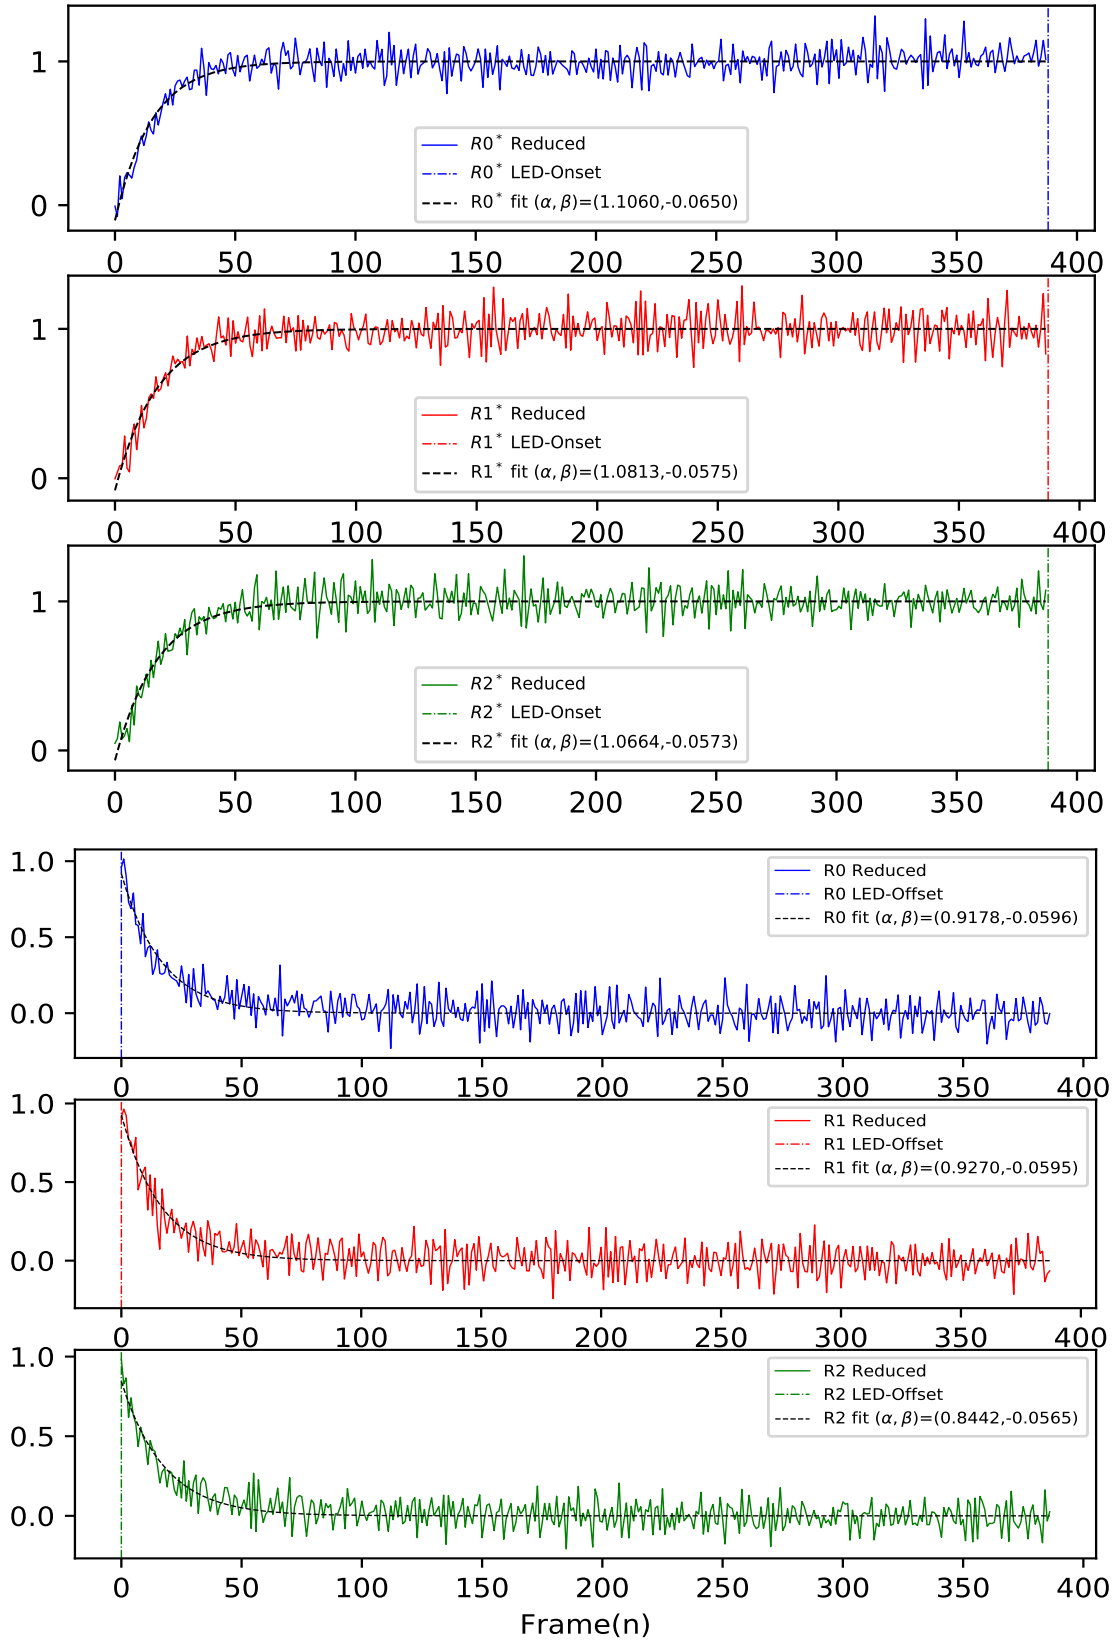 1
0
R0* Reduced
R0* LED-Onset
R0* fit (α, β)=(1.1060,-0.0650)
0 50 100 150 200 250 300 350 400
1
0
R1* Reduced
R1* LED-Onset
R1* fit (α, β)=(1.0813,-0.0575)
0 50 100 150 200 250 300 350 400
1
0
R2* Reduced
R2* LED-Onset
R2* fit (α, β)=(1.0664,-0.0573)
0 50 100 150 200 250 300 350 400
1.0
0.5
0.0
R0 Reduced
R0 LED-Offset
R0 fit (α, β)=(0.9178,-0.0596)
0 50 100 150 200 250 300 350 400
1.0
0.5
0.0
R1 Reduced
R1 LED-Offset
R1 fit (α, β)=(0.9270,-0.0595)
0 50 100 150 200 250 300 350 400
1.0
0.5
0.0
R2 Reduced
R2 LED-Offset
R2 fit (α, β)=(0.8442,-0.0565)
0 50 100 150 200 250 300 350 400
Frame(n)